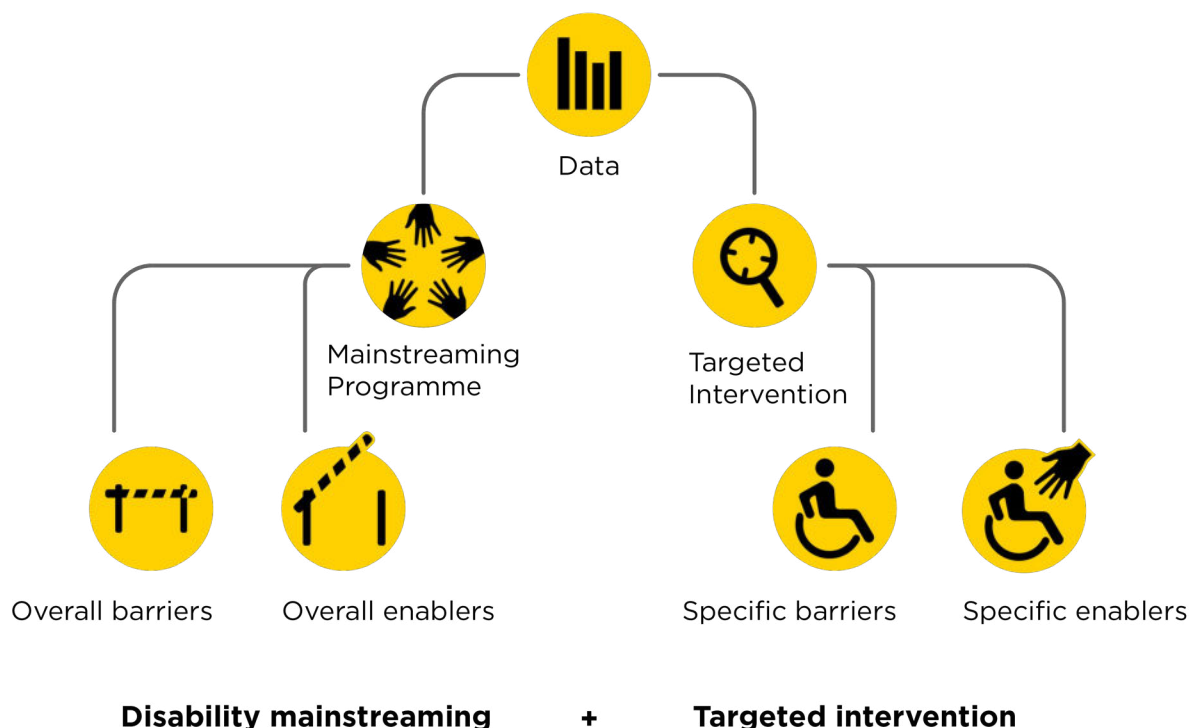 Data
Mainstreaming
Programme
Targeted
Intervention
Overall barriers
Overall enablers
Specific barriers
Specific enablers
Disability mainstreaming + Targeted intervention